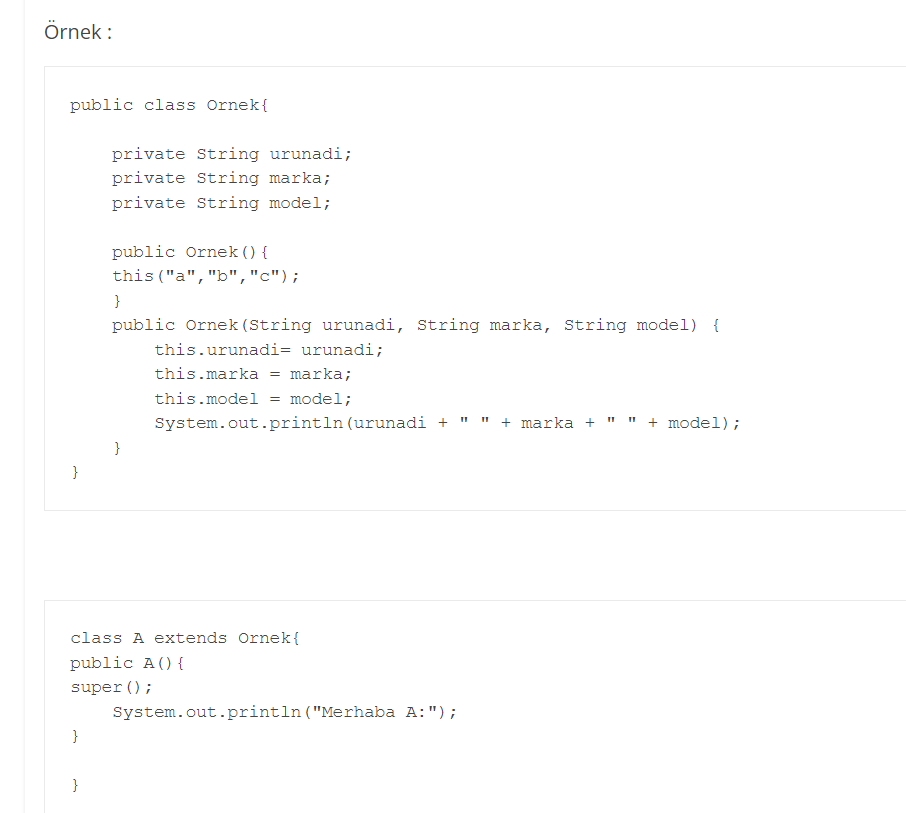 Örnek :
public class Ornek{
private String urunadi;
private String marka;
private String model;
public Ornek(){
this("a","b","c");
}
public Ornek(String urunadi, String marka, String model) {
this.urunadi= urunadi;
this.marka = marka;
this.model = model;
System.out.println(urunadi + " " + marka + " " + model);
}
}
class A extends Ornek{
public A(){
super();
System.out.println("Merhaba A:");
}
}